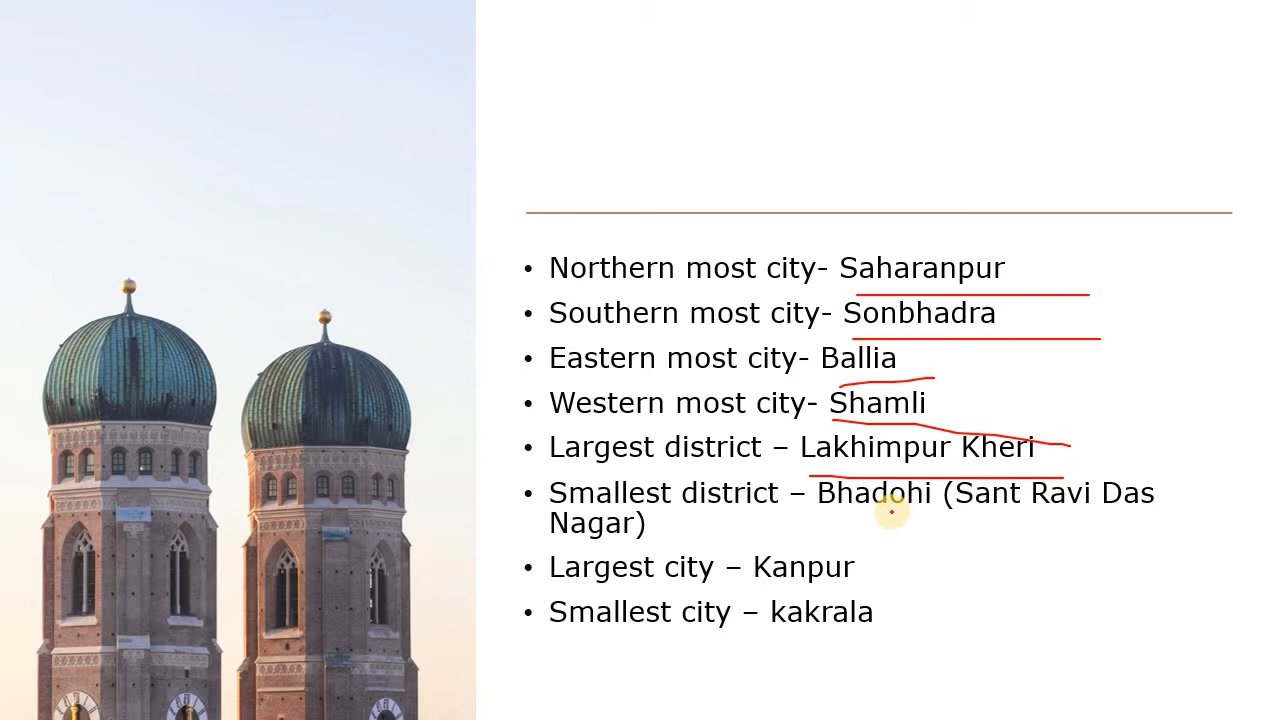 • Northern most city- Saharanpur
• Southern most city- Sonbhadra
• Eastern most city- Ballia
• Western most city- Shamli
• Largest district – Lakhimpur Kheri
• Smallest district – Bhadohi (Sant Ravi Das
Nagar)
• Largest city – Kanpur
• Smallest city – kakrala